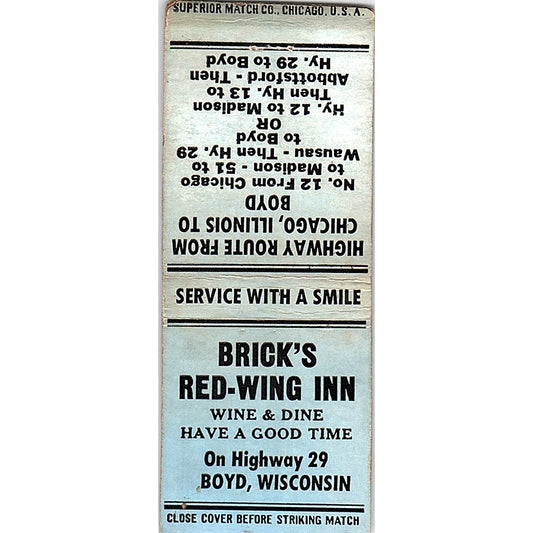 SUPERIOR MATCH CO., CHICAGO, U.S.A.
HIGHWAY ROUTE FROM
CHICAGO, ILLINOIS TO
BOYD
No. 12 From Chicago
to Madison - 51 to
Wausau - Then Hy. 29
to Boyd
OR
Hy. 12 to Madison
Then Hy. 13 to
Abbottsford - Then
Hy. 29 to Boyd
SERVICE WITH A SMILE
BRICK'S
RED-WING INN
WINE & DINE
HAVE A GOOD TIME
On Highway 29
BOYD, WISCONSIN
CLOSE COVER BEFORE STRIKING MATCH